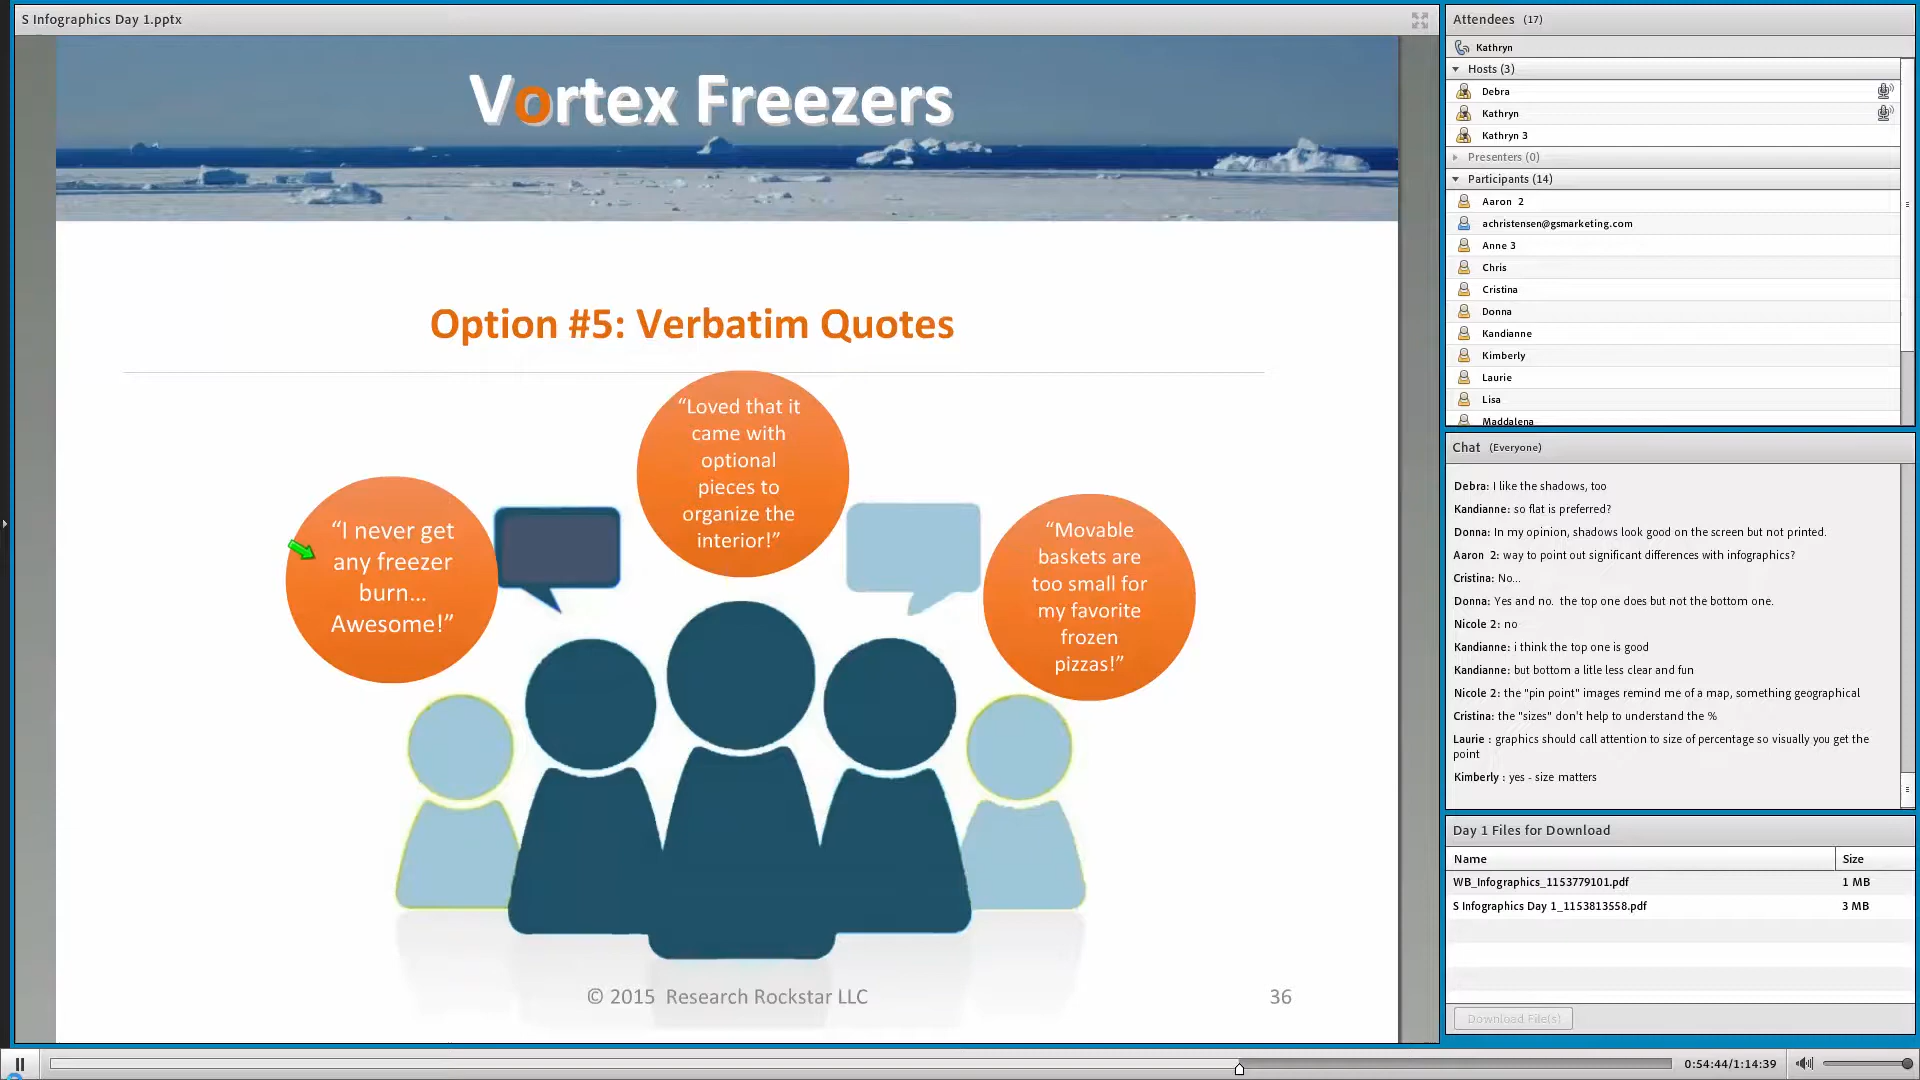 S Infographics Day 1.pptx
Vortex Freezers
Option #5: Verbatim Quotes
“Loved that it
came with
optional
pieces to
organize the
interior!”
“I never get
any freezer
burn...
Awesome!”
“Movable
baskets are
too small for
my favorite
frozen
pizzas!”
© 2015 Research Rockstar LLC
36
Attendees (17)
Kathryn
Hosts (3)
Debra
Kathryn
Kathryn 3
Presenters (0)
Participants (14)
Aaron 2
achristensen@gsmarketing.com
Anne 3
Chris
Cristina
Donna
Kandianne
Kimberly
Laurie
Lisa
Maddalena
Chat (Everyone)
Debra: I like the shadows, too
Kandianne: so flat is preferred?
Donna: In my opinion, shadows look good on the screen but not printed.
Aaron 2: way to point out significant differences with infographics?
Cristina: No...
Donna: Yes and no. the top one does but not the bottom one.
Nicole 2: no
Kandianne: i think the top one is good
Kandianne: but bottom a litle less clear and fun
Nicole 2: the "pin point" images remind me of a map, something geographical
Cristina: the "sizes" don't help to understand the %
Laurie : graphics should call attention to size of percentage so visually you get the
point
Kimberly : yes - size matters
Day 1 Files for Download
Name Size
WB_Infographics_1153779101.pdf 1 MB
S Infographics Day 1_1153813558.pdf 3 MB
Download File(s)
0:54:44/1:14:39